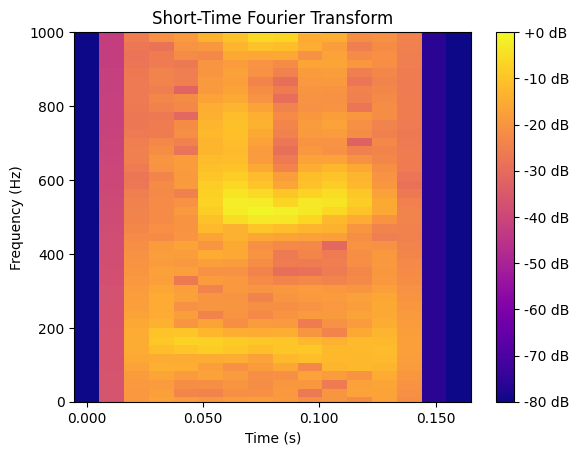 Short-Time Fourier Transform
1000
800
600
400
200
0
Frequency (Hz)
0.000
0.050
0.100
0.150
Time (s)
+0 dB
-10 dB
-20 dB
-30 dB
-40 dB
-50 dB
-60 dB
-70 dB
-80 dB